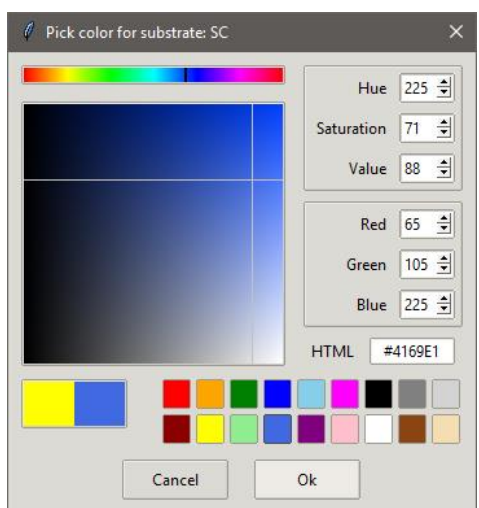 Pick color for substrate: SC
Hue 225
Saturation 71
Value 88
Red 65
Green 105
Blue 225
HTML #4169E1
Cancel Ok